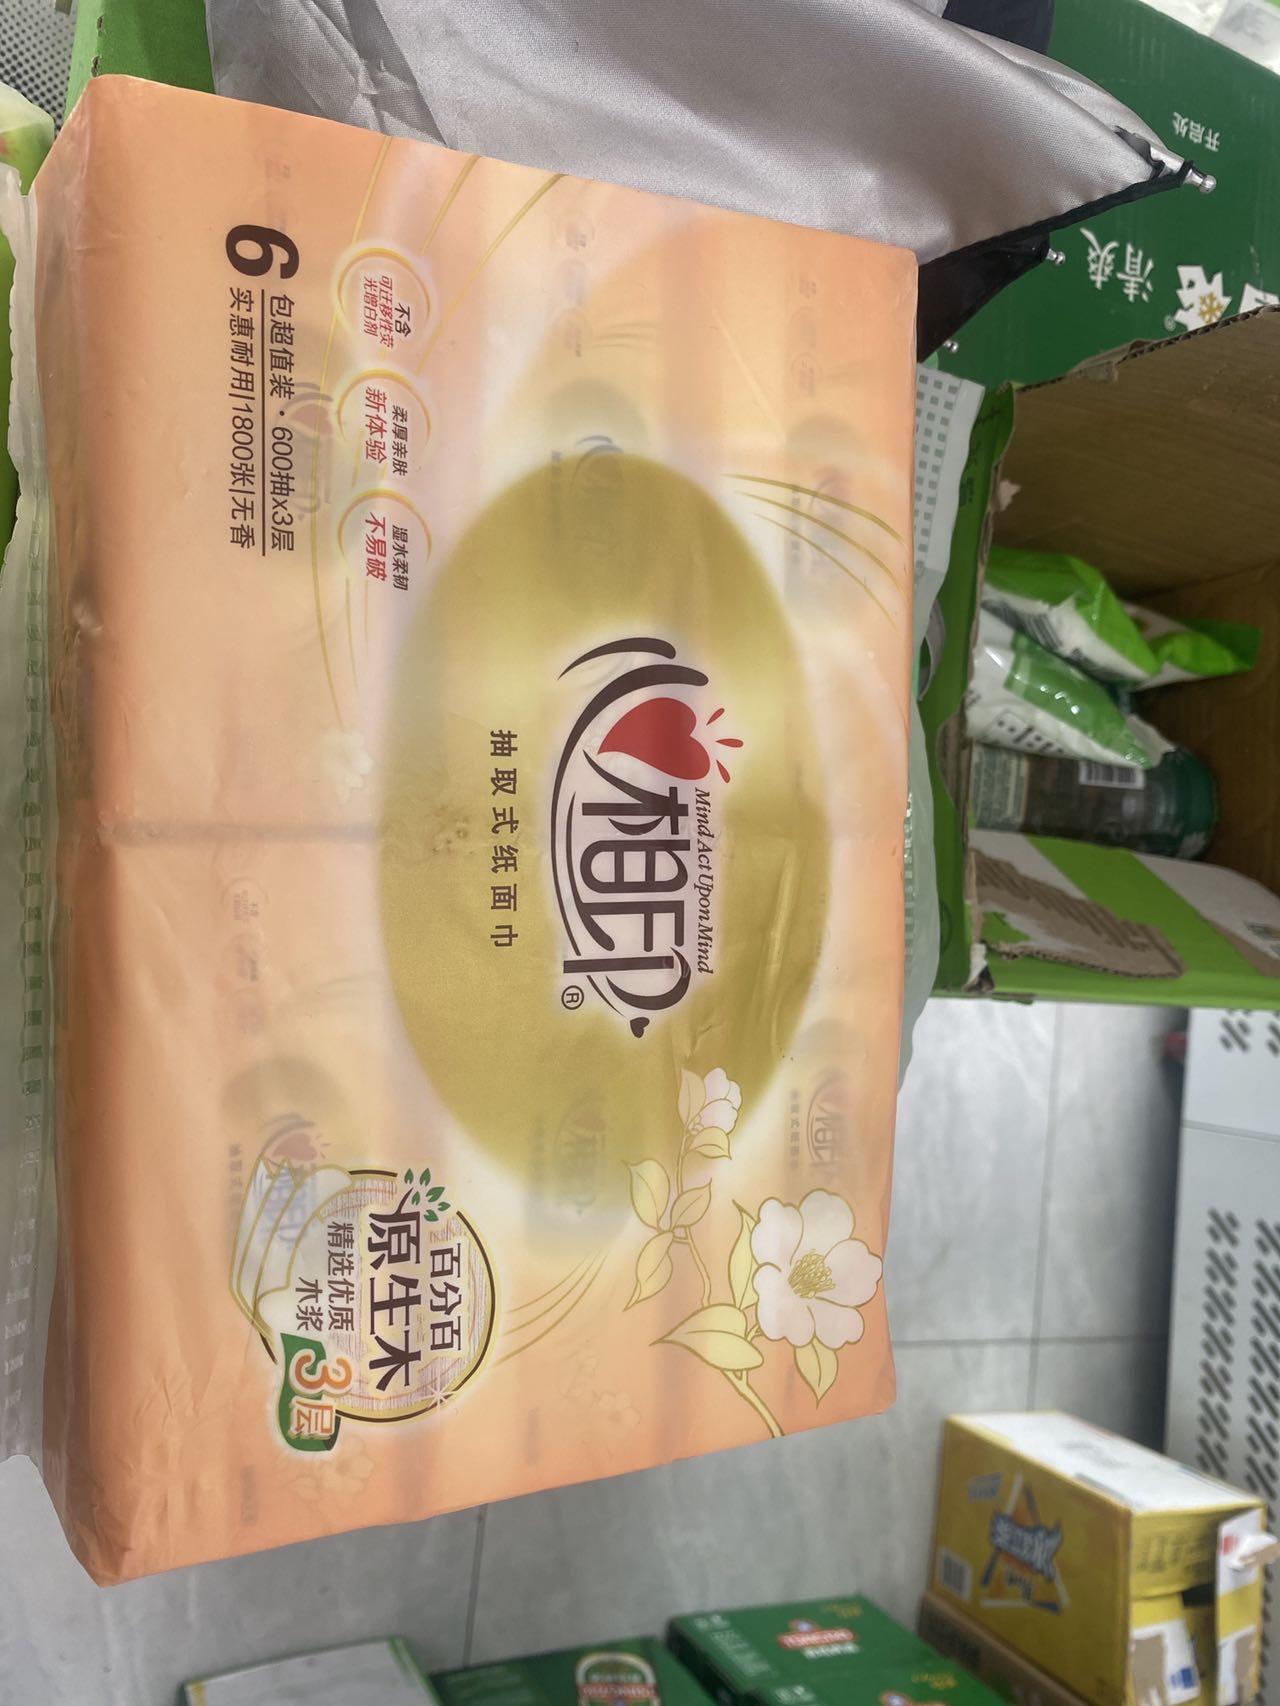 心相印®
Mind Act Upon Mind
抽取式纸面巾
不含
可迁移性荧
光增白剂
柔厚亲肤
新体验
湿水柔韧
不易破
6包超值装·600抽x3层
实惠耐用|1800张|无香
百分百
原生木
精选优质
木浆
3层
开启处
清爽